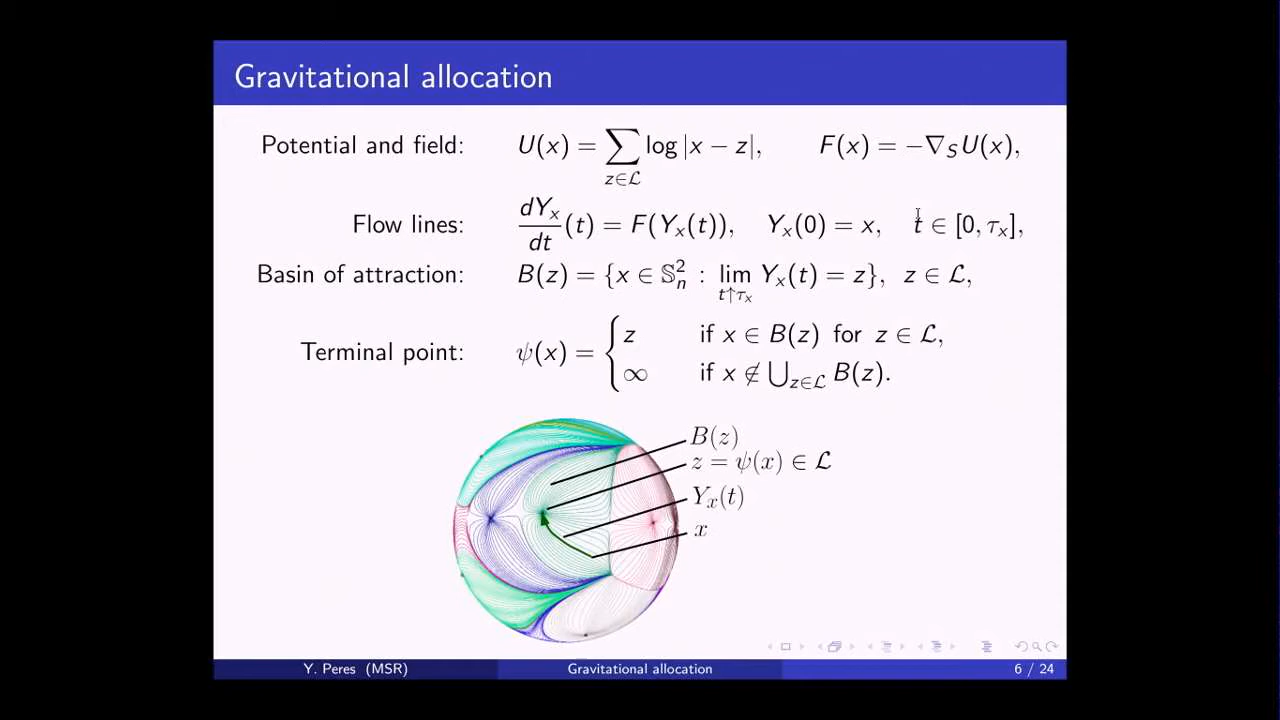 Gravitational allocation
Potential and field: U(x) = ∑_{z∈ℒ} log |x − z|, F(x) = −∇_S U(x),
Flow lines: dY_x/dt (t) = F(Y_x(t)), Y_x(0) = x, t ∈ [0, τ_x],
Basin of attraction: B(z) = {x ∈ 𝕊²_n : lim_{t↑τ_x} Y_x(t) = z}, z ∈ ℒ,
Terminal point: ψ(x) = { z if x ∈ B(z) for z ∈ ℒ,
∞ if x ∉ ⋃_{z∈ℒ} B(z).
B(z)
z = ψ(x) ∈ ℒ
Y_x(t)
x
Y. Peres (MSR) Gravitational allocation 6 / 24